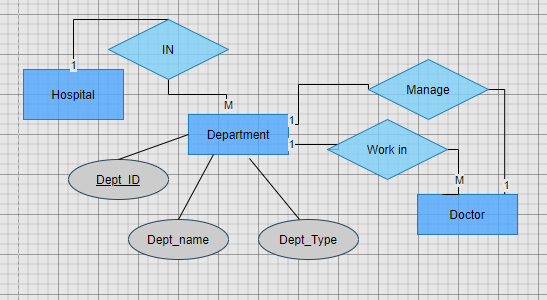 IN
1
Hospital
Manage
M
1
Department
1
Work in
Dept_ID
M
1
Doctor
Dept_name
Dept_Type